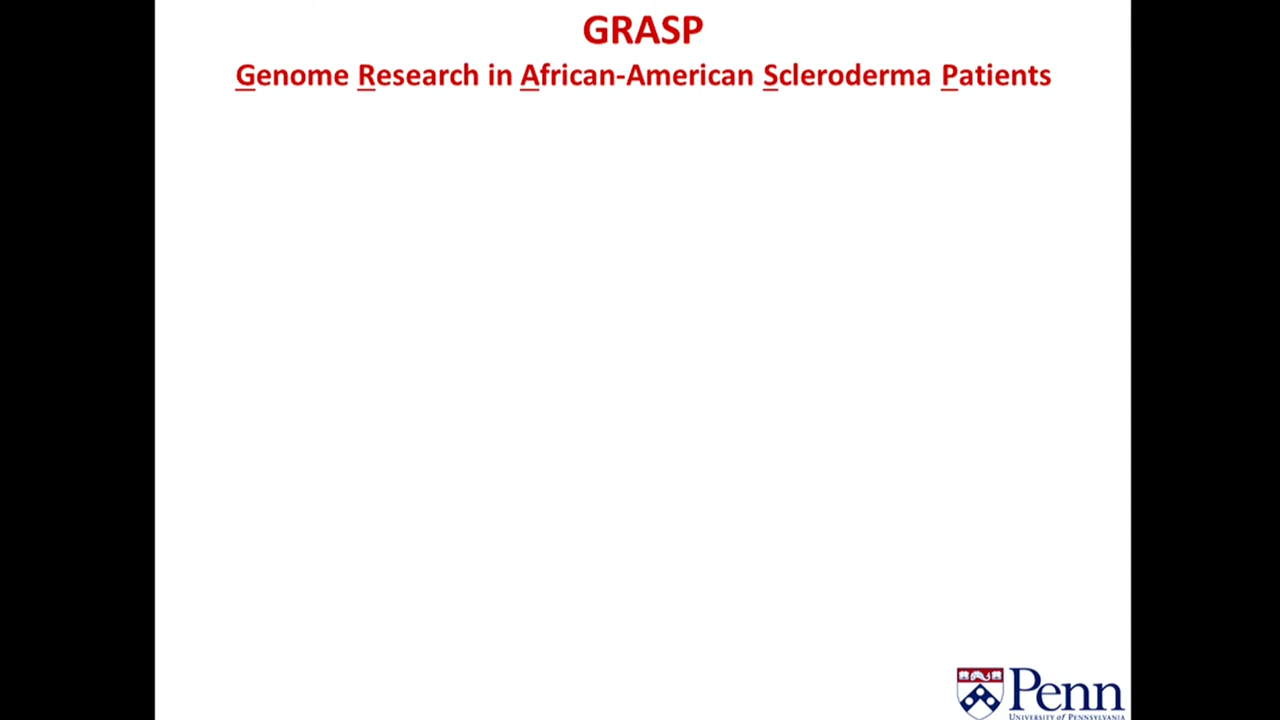 GRASP
Genome Research in African-American Scleroderma Patients
Penn
UNIVERSITY OF PENNSYLVANIA